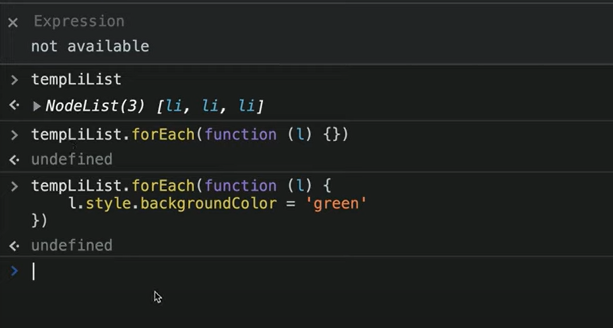 Expression
not available
tempLiList
NodeList(3) [li, li, li]
tempLiList.forEach(function (l) {})
undefined
tempLiList.forEach(function (l) {
l.style.backgroundColor = 'green'
})
undefined